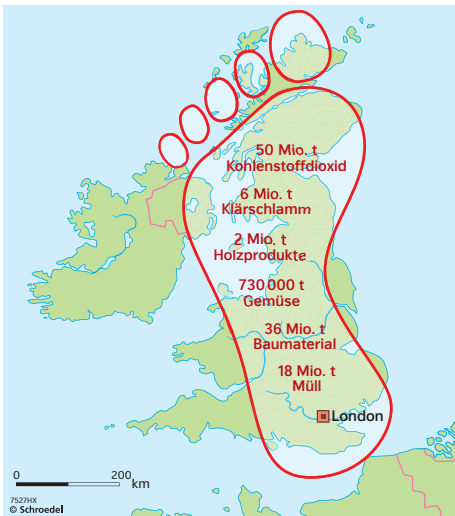 50 Mio. t
Kohlenstoffdioxid
6 Mio. t
Klärschlamm
2 Mio. t
Holzprodukte
730 000 t
Gemüse
36 Mio. t
Baumaterial
18 Mio. t
Müll
London
0 200 km
7527HX
© Schroedel